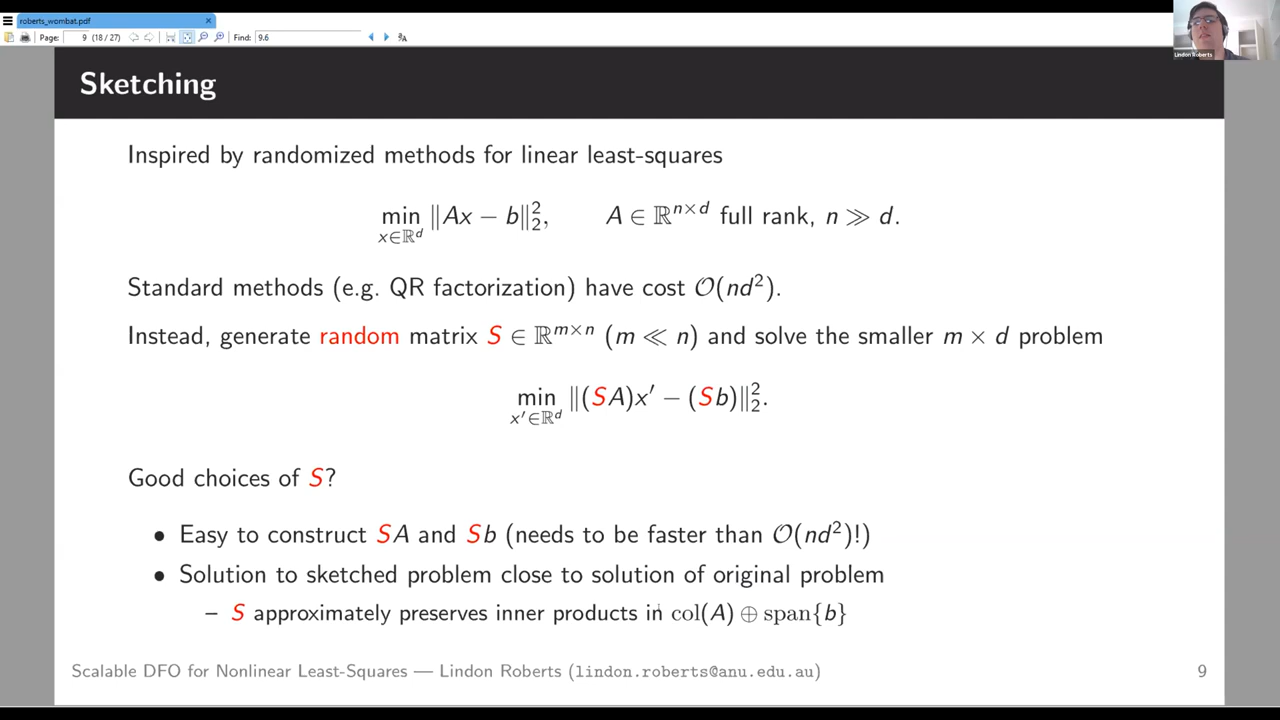 roberts_wombat.pdf
Page: 9 (18/27) Find: 9.6
Lindon Roberts
Sketching
Inspired by randomized methods for linear least-squares
min_{x∈ℝ^d} ‖Ax − b‖₂², A ∈ ℝ^{n×d} full rank, n ≫ d.
Standard methods (e.g. QR factorization) have cost 𝒪(nd²).
Instead, generate random matrix S ∈ ℝ^{m×n} (m ≪ n) and solve the smaller m × d problem
min_{x′∈ℝ^d} ‖(SA)x′ − (Sb)‖₂².
Good choices of S?
• Easy to construct SA and Sb (needs to be faster than 𝒪(nd²)!)
• Solution to sketched problem close to solution of original problem
– S approximately preserves inner products in col(A) ⊕ span{b}
Scalable DFO for Nonlinear Least-Squares — Lindon Roberts (lindon.roberts@anu.edu.au) 9